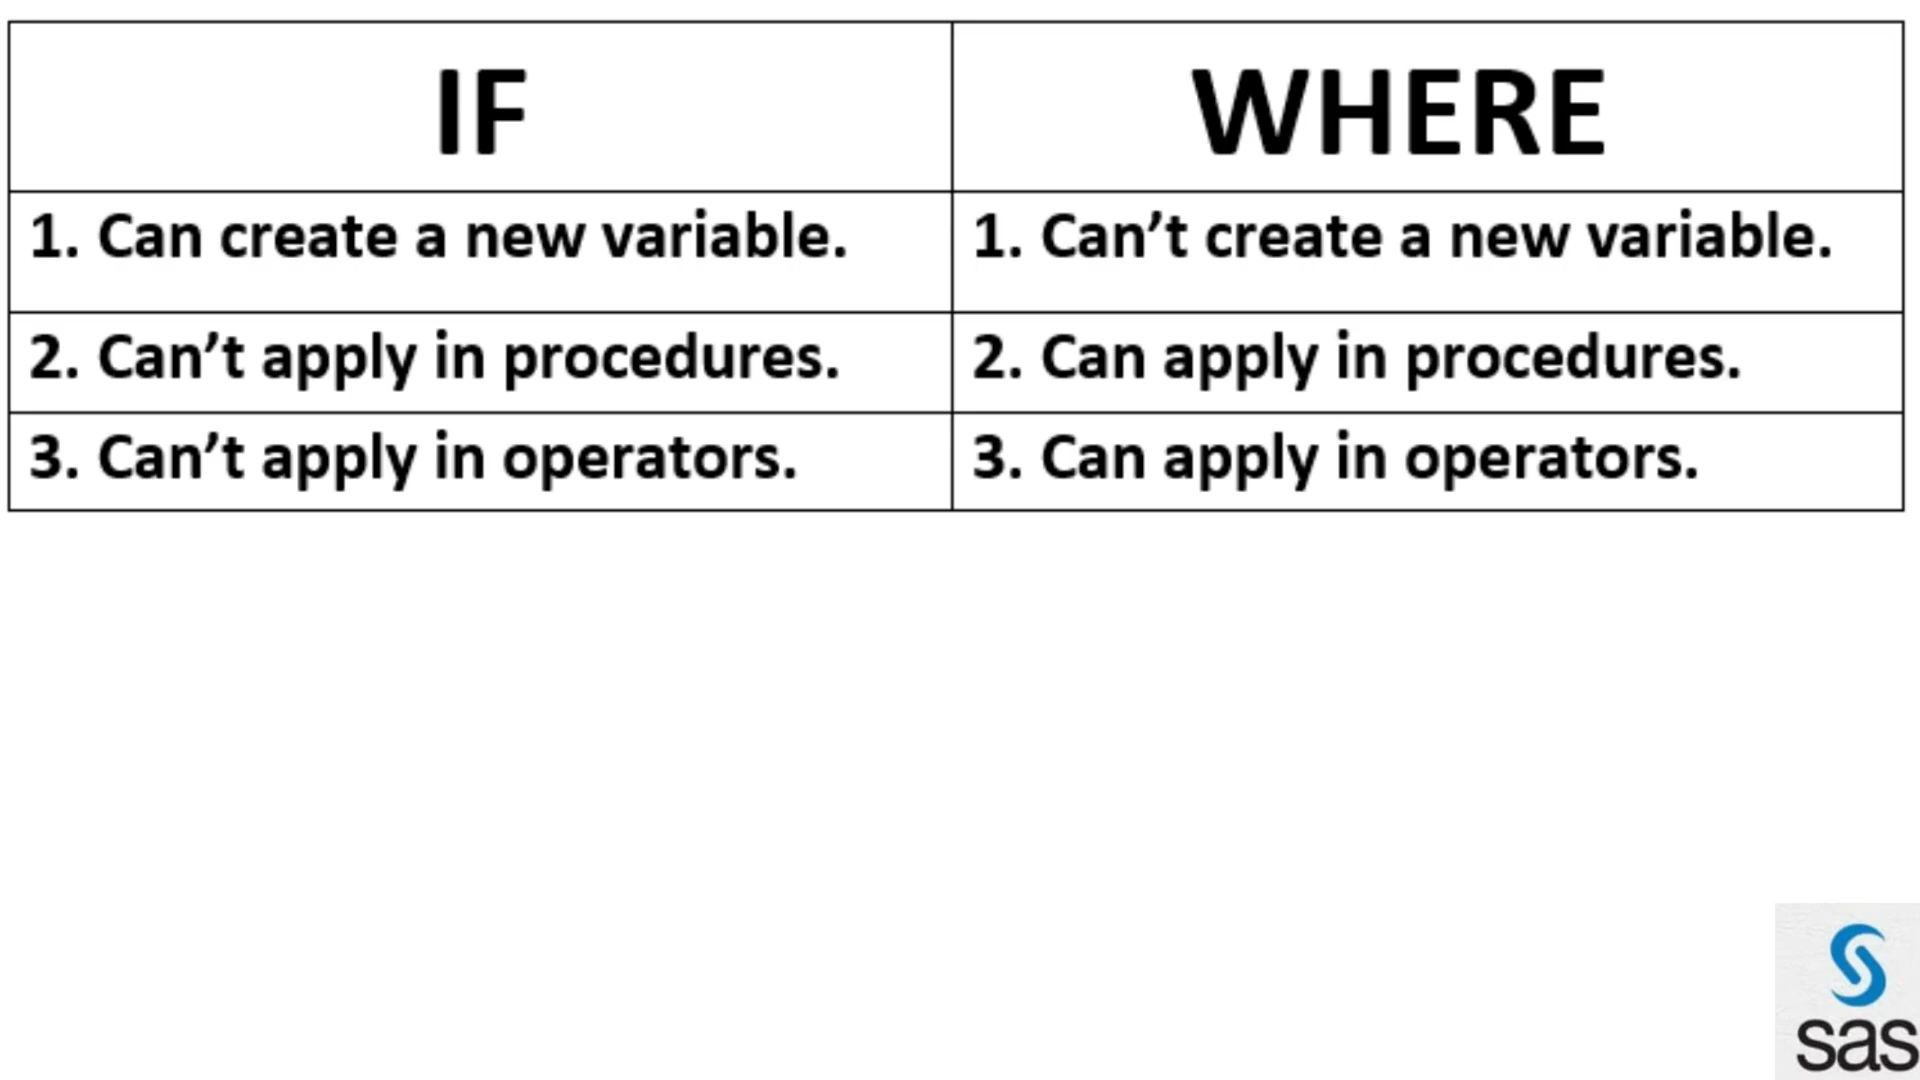 IF
WHERE
1. Can create a new variable.
1. Can’t create a new variable.
2. Can’t apply in procedures.
2. Can apply in procedures.
3. Can’t apply in operators.
3. Can apply in operators.
sas